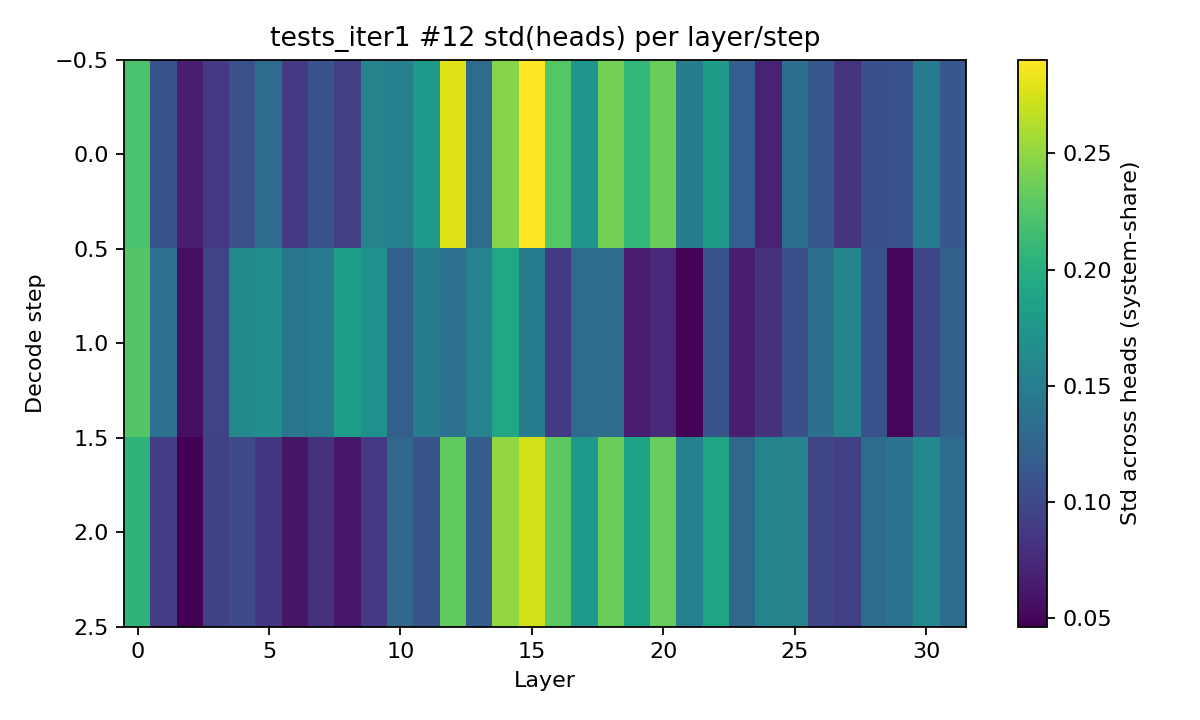 tests_iter1 #12 std(heads) per layer/step
−0.5
0.0
0.5
1.0
1.5
2.0
2.5
Decode step
0 5 10 15 20 25 30
Layer
0.25
0.20
0.15
0.10
0.05
Std across heads (system-share)